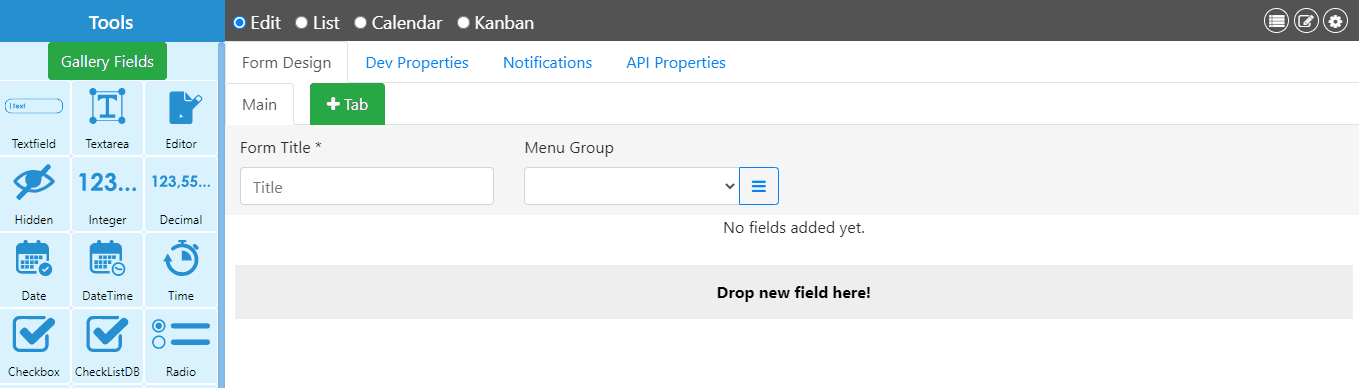 Tools
Edit List Calendar Kanban
Gallery Fields
Form Design Dev Properties Notifications API Properties
Main Tab
|Text
T
Textfield Textarea Editor
Form Title * Menu Group
Title
123... 123,55...
Hidden Integer Decimal
No fields added yet.
Date DateTime Time
Drop new field here!
Checkbox CheckListDB Radio